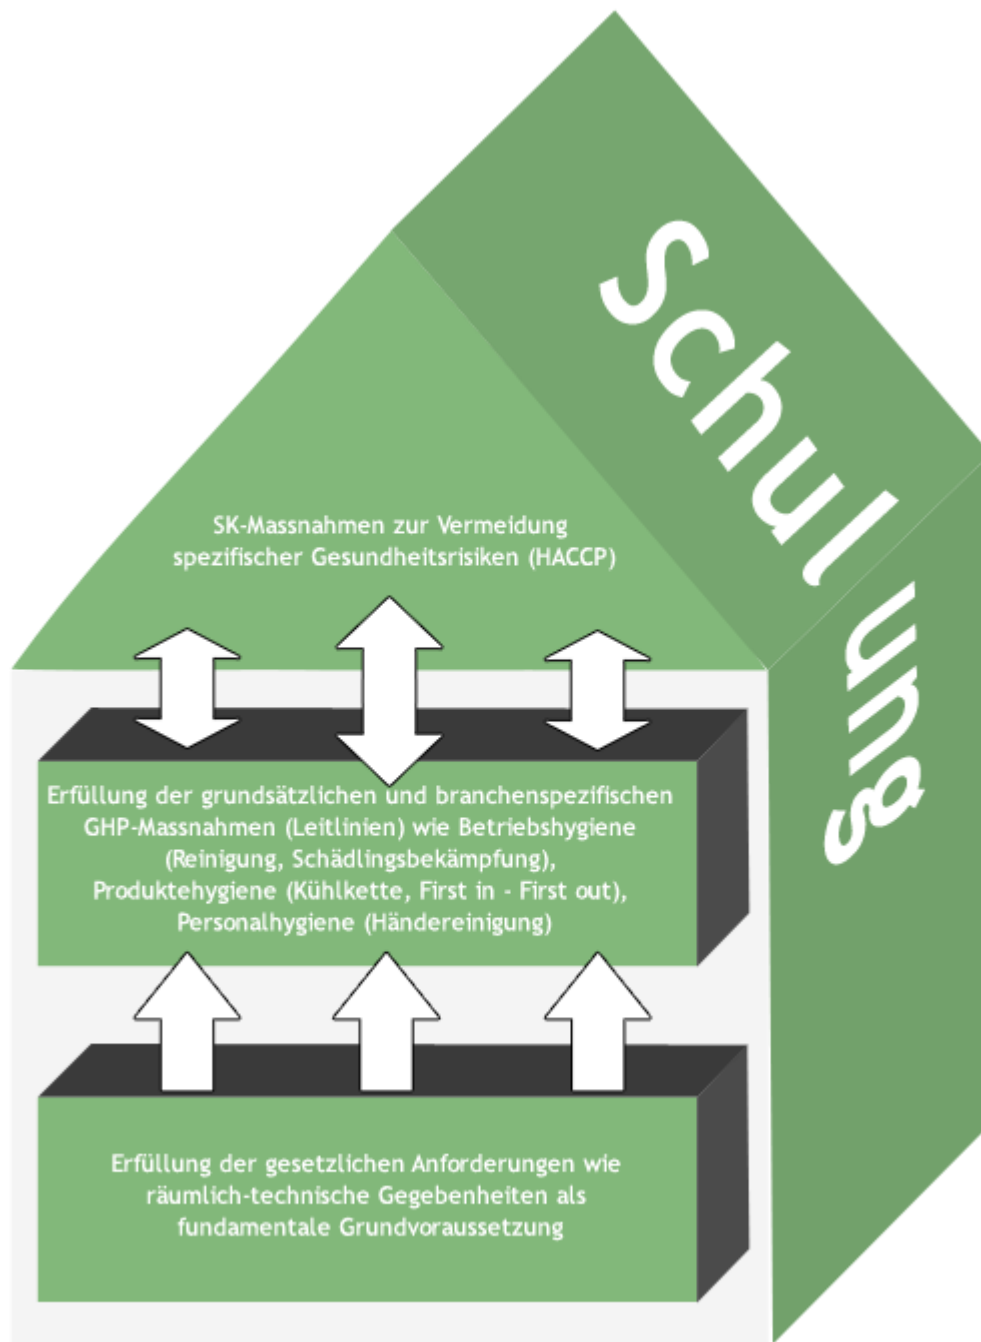 Schulung
SK-Massnahmen zur Vermeidung
spezifischer Gesundheitsrisiken (HACCP)
Erfüllung der grundsätzlichen und branchenspezifischen
GHP-Massnahmen (Leitlinien) wie Betriebshygiene
(Reinigung, Schädlingsbekämpfung),
Produktehygiene (Kühlkette, First in - First out),
Personalhygiene (Händereinigung)
Erfüllung der gesetzlichen Anforderungen wie
räumlich-technische Gegebenheiten als
fundamentale Grundvoraussetzung